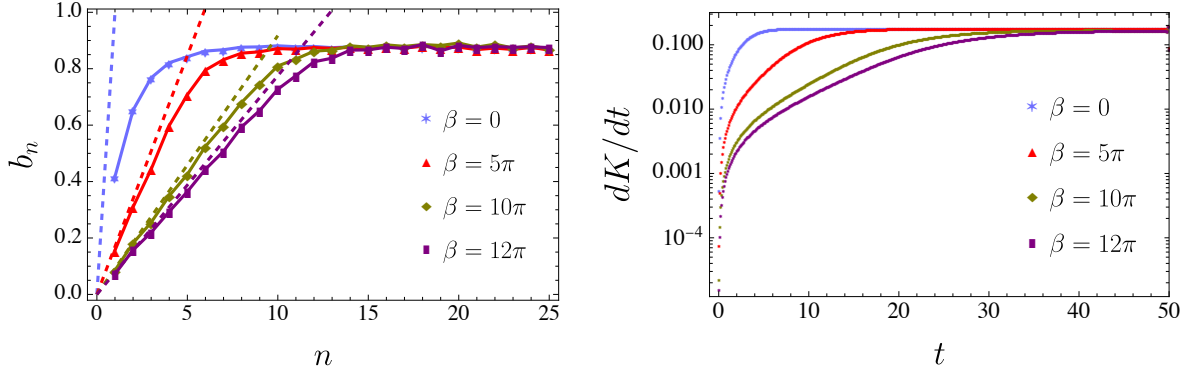 1.0
0.8
0.6
0.4
0.2
0.0
b_n
0 5 10 15 20 25
n
β = 0
β = 5π
β = 10π
β = 12π
0.100
0.010
0.001
10⁻⁴
dK/dt
0 10 20 30 40 50
t
β = 0
β = 5π
β = 10π
β = 12π